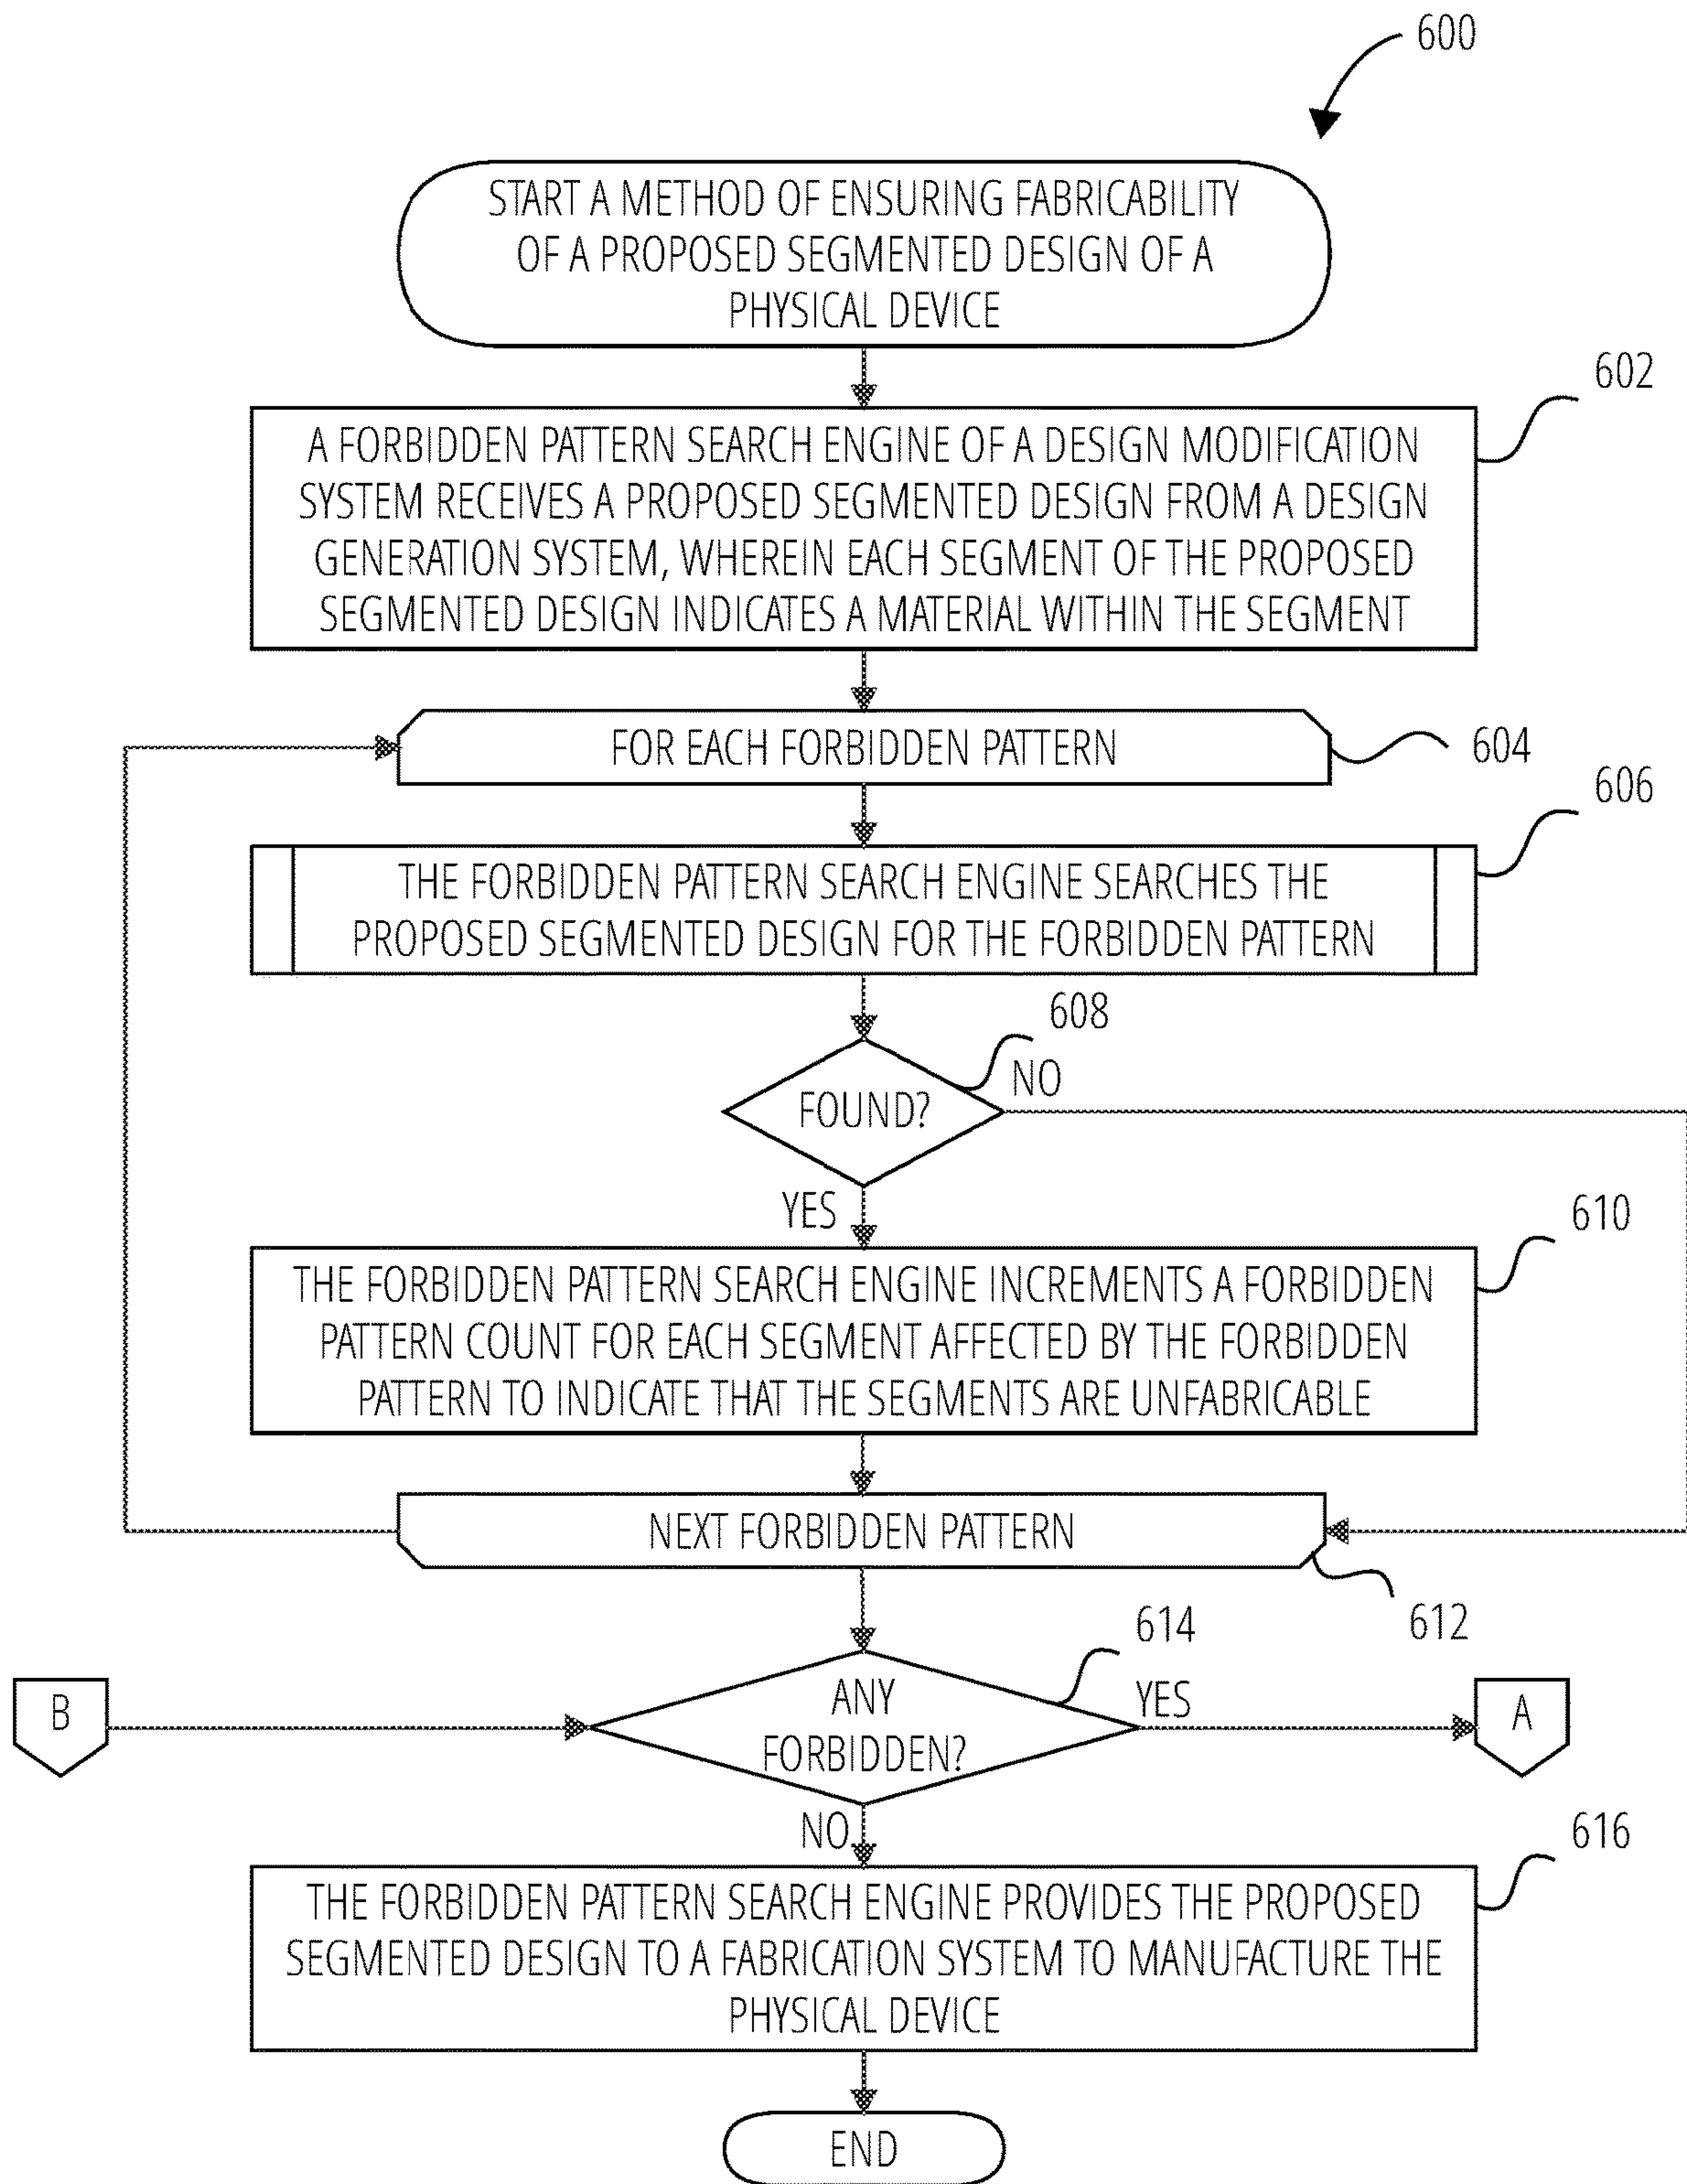 600
START A METHOD OF ENSURING FABRICABILITY
OF A PROPOSED SEGMENTED DESIGN OF A
PHYSICAL DEVICE
602
A FORBIDDEN PATTERN SEARCH ENGINE OF A DESIGN MODIFICATION
SYSTEM RECEIVES A PROPOSED SEGMENTED DESIGN FROM A DESIGN
GENERATION SYSTEM, WHEREIN EACH SEGMENT OF THE PROPOSED
SEGMENTED DESIGN INDICATES A MATERIAL WITHIN THE SEGMENT
FOR EACH FORBIDDEN PATTERN
604
606
THE FORBIDDEN PATTERN SEARCH ENGINE SEARCHES THE
PROPOSED SEGMENTED DESIGN FOR THE FORBIDDEN PATTERN
608
NO
FOUND?
YES
610
THE FORBIDDEN PATTERN SEARCH ENGINE INCREMENTS A FORBIDDEN
PATTERN COUNT FOR EACH SEGMENT AFFECTED BY THE FORBIDDEN
PATTERN TO INDICATE THAT THE SEGMENTS ARE UNFABRICABLE
NEXT FORBIDDEN PATTERN
612
614
B
ANY
FORBIDDEN?
YES
A
NO
616
THE FORBIDDEN PATTERN SEARCH ENGINE PROVIDES THE PROPOSED
SEGMENTED DESIGN TO A FABRICATION SYSTEM TO MANUFACTURE THE
PHYSICAL DEVICE
END